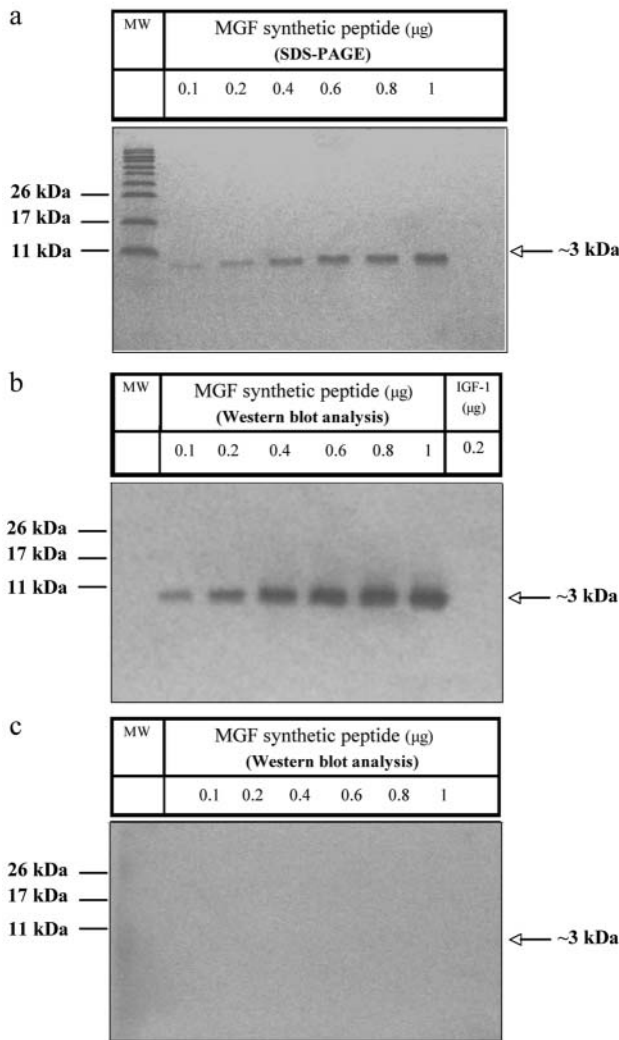 a
MW MGF synthetic peptide (μg)
(SDS-PAGE)
0.1 0.2 0.4 0.6 0.8 1
26 kDa
17 kDa
11 kDa
~3 kDa
b
MW MGF synthetic peptide (μg) IGF-1
(Western blot analysis) (μg)
0.1 0.2 0.4 0.6 0.8 1 0.2
26 kDa
17 kDa
11 kDa
~3 kDa
c
MW MGF synthetic peptide (μg)
(Western blot analysis)
0.1 0.2 0.4 0.6 0.8 1
26 kDa
17 kDa
11 kDa
~3 kDa